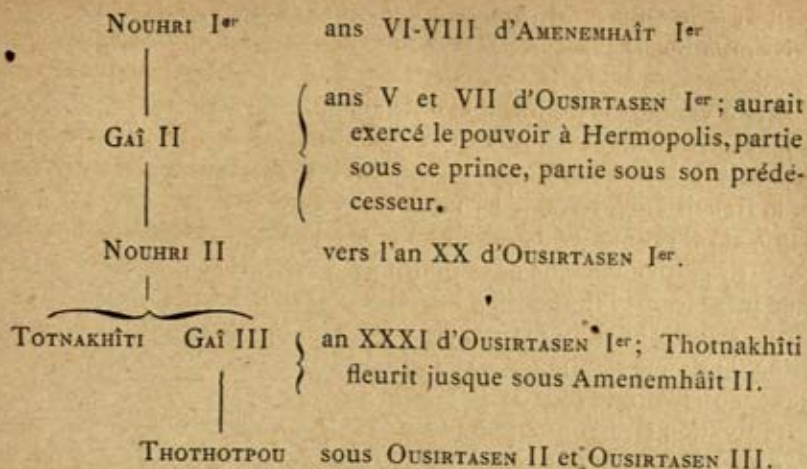 NOUHRI Ier ans VI-VIII d'AMENEMHAÎT Ier
ans V et VII d'OUSIRTASEN Ier; aurait
GAÎ II exercé le pouvoir à Hermopolis, partie
sous ce prince, partie sous son prédé-
cesseur.
NOUHRI II vers l'an XX d'OUSIRTASEN Ier.
TOTNAKHÎTI GAÎ III an XXXI d'OUSIRTASEN Ier; Thotnakhîti
fleurit jusque sous Amenemhâit II.
THOTHOTPOU sous OUSIRTASEN II et OUSIRTASEN III.